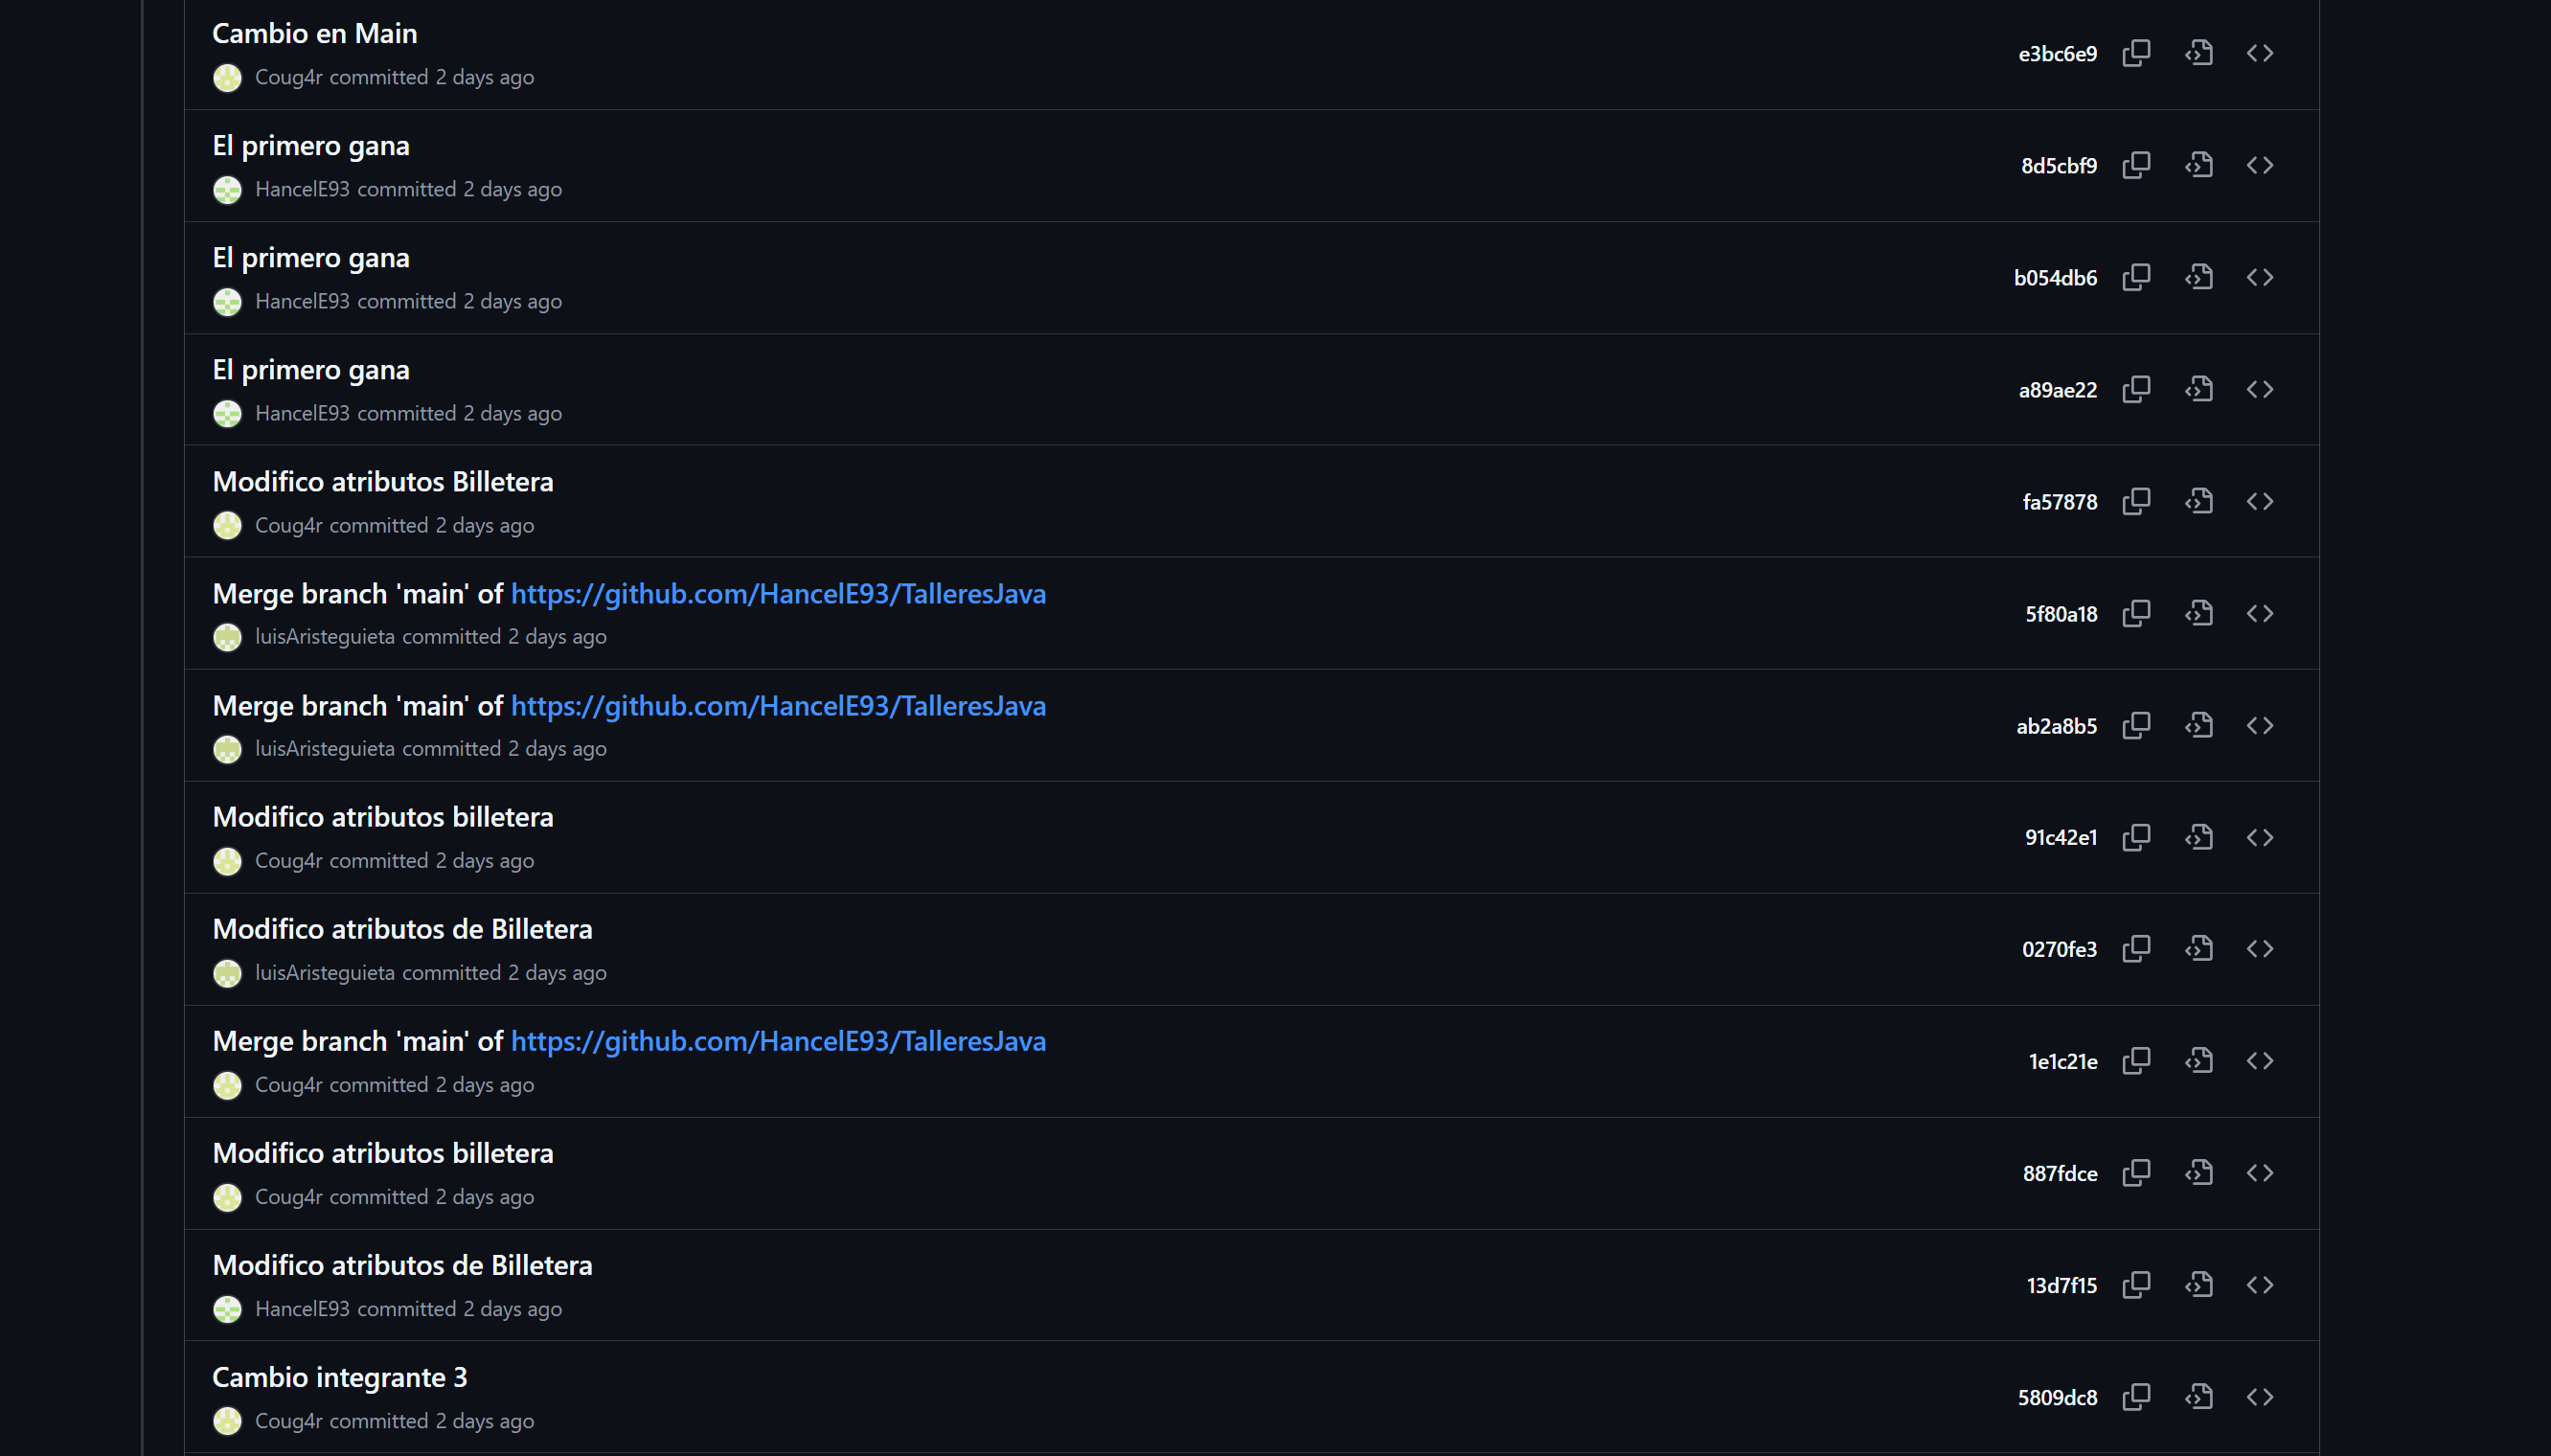 Cambio en Main
Coug4r committed 2 days ago
e3bc6e9
El primero gana
HancelE93 committed 2 days ago
8d5cbf9
El primero gana
HancelE93 committed 2 days ago
b054db6
El primero gana
HancelE93 committed 2 days ago
a89ae22
Modifico atributos Billetera
Coug4r committed 2 days ago
fa57878
Merge branch 'main' of https://github.com/HancelE93/TalleresJava
luisAristeguieta committed 2 days ago
5f80a18
Merge branch 'main' of https://github.com/HancelE93/TalleresJava
luisAristeguieta committed 2 days ago
ab2a8b5
Modifico atributos billetera
Coug4r committed 2 days ago
91c42e1
Modifico atributos de Billetera
luisAristeguieta committed 2 days ago
0270fe3
Merge branch 'main' of https://github.com/HancelE93/TalleresJava
Coug4r committed 2 days ago
1e1c21e
Modifico atributos billetera
Coug4r committed 2 days ago
887fdce
Modifico atributos de Billetera
HancelE93 committed 2 days ago
13d7f15
Cambio integrante 3
Coug4r committed 2 days ago
5809dc8